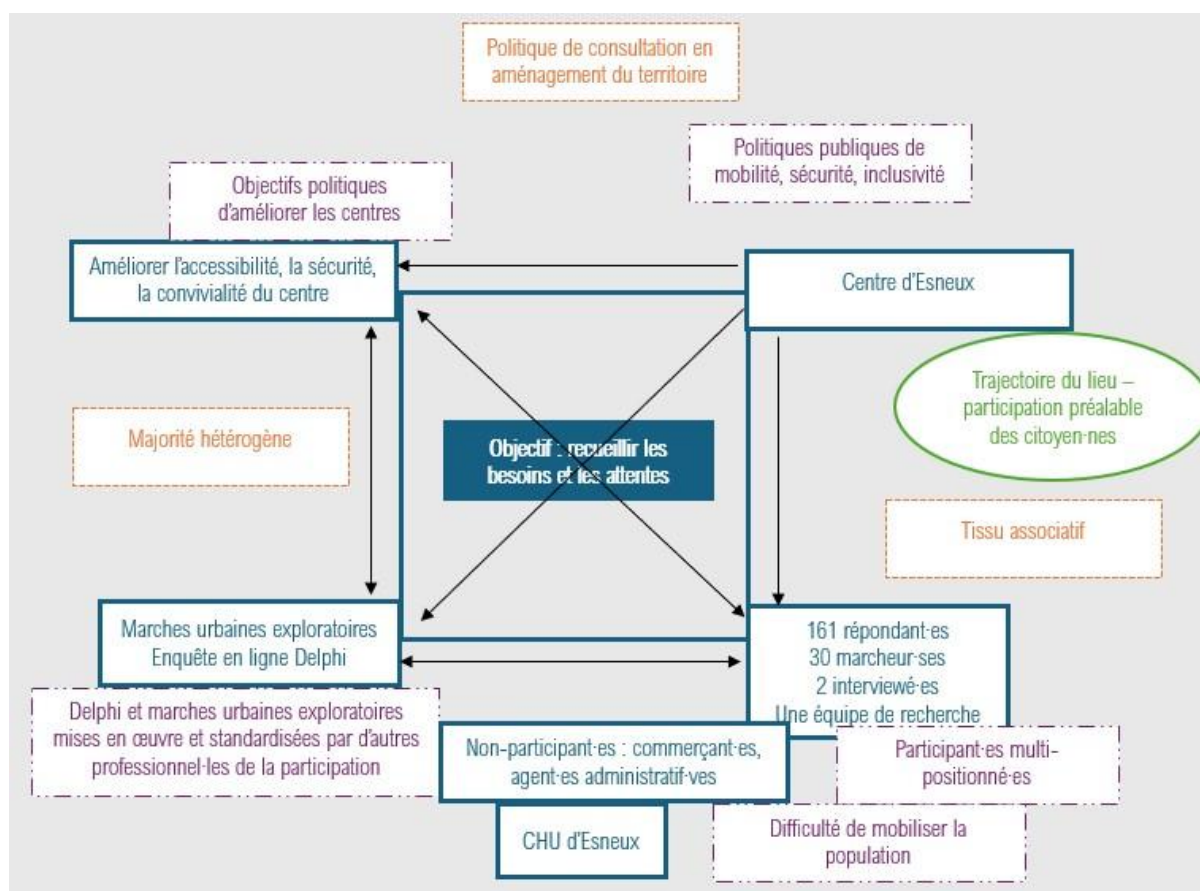 Politique de consultation en
aménagement du territoire
Politiques publiques de
mobilité, sécurité, inclusivité
Objectifs politiques
d'améliorer les centres
Améliorer l'accessibilité, la sécurité,
la convivialité du centre
Centre d'Esneux
Trajectoire du lieu –
participation préalable
des citoyen·nes
Majorité hétérogène
Objectif : recueillir les
besoins et les attentes
Tissu associatif
Marches urbaines exploratoires
Enquête en ligne Delphi
161 répondant·es
30 marcheur·ses
2 interviewé·es
Une équipe de recherche
Delphi et marches urbaines exploratoires
mises en œuvre et standardisées par d'autres
professionnel·les de la participation
Non-participant·es : commerçant·es,
agent·es administratif·ves
Participant·es multi-
positionné·es
CHU d'Esneux
Difficulté de mobiliser la
population